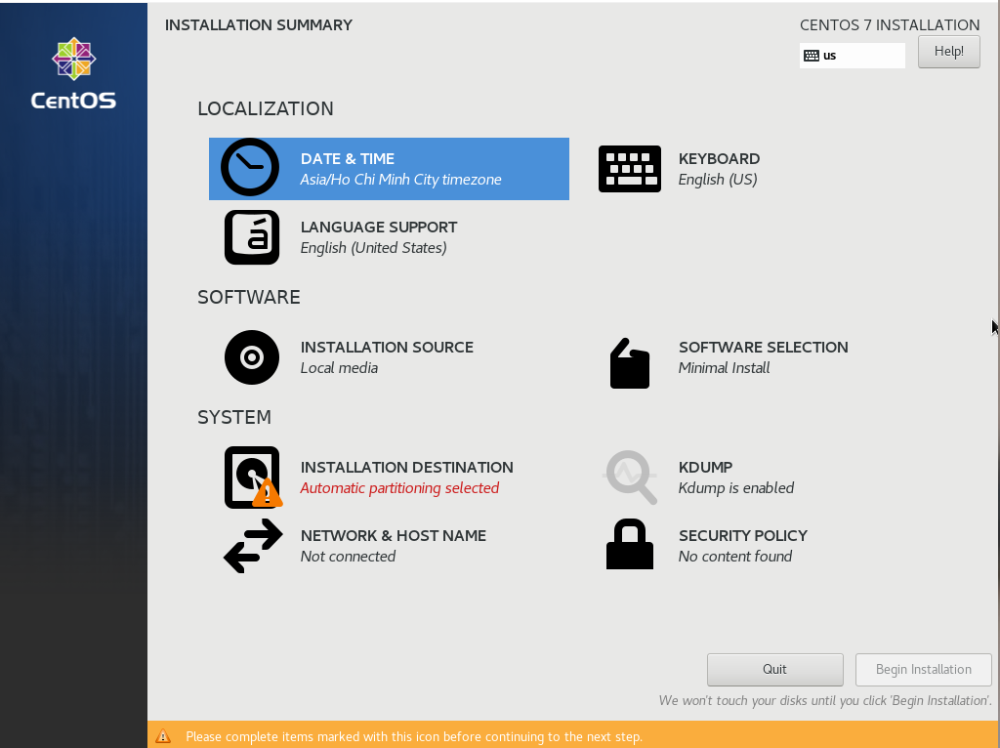 INSTALLATION SUMMARY
CENTOS 7 INSTALLATION
us
Help!
CentOS
LOCALIZATION
DATE & TIME
Asia/Ho Chi Minh City timezone
KEYBOARD
English (US)
á
LANGUAGE SUPPORT
English (United States)
SOFTWARE
INSTALLATION SOURCE
Local media
SOFTWARE SELECTION
Minimal Install
SYSTEM
INSTALLATION DESTINATION
Automatic partitioning selected
KDUMP
Kdump is enabled
NETWORK & HOST NAME
Not connected
SECURITY POLICY
No content found
Quit
Begin Installation
We won't touch your disks until you click 'Begin Installation'.
Please complete items marked with this icon before continuing to the next step.